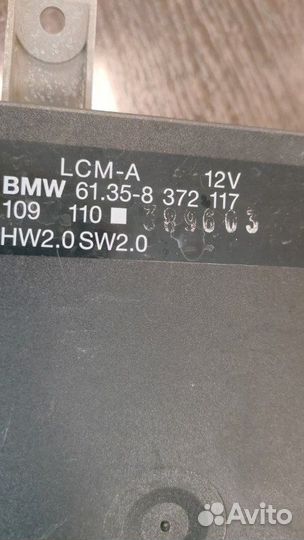 LCM-A 12V
BMW 61.35-8 372 117
109 110 389603
HW2.0 SW2.0
Avito